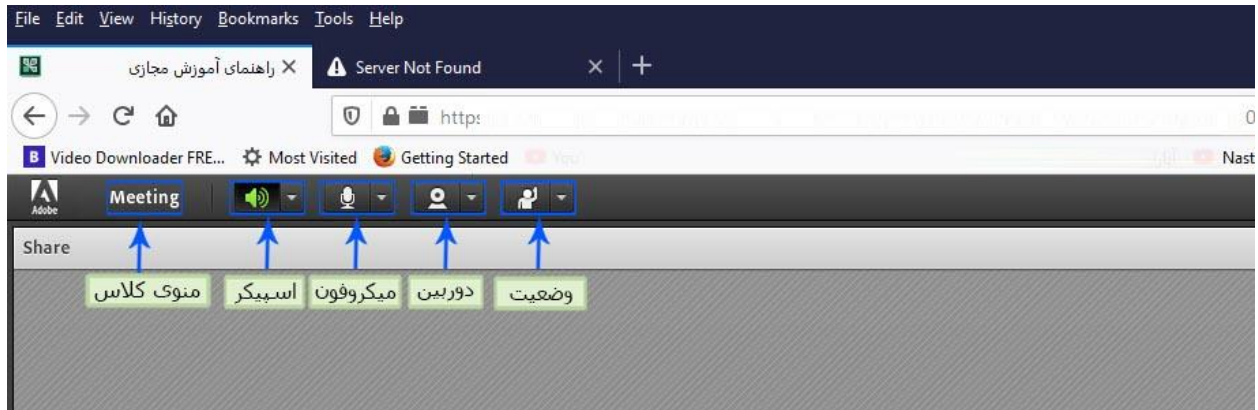 File Edit View History Bookmarks Tools Help
راهنمای آموزش مجازی
Server Not Found
https
B Video Downloader FRE... Most Visited Getting Started You Nast
Adobe Meeting
Share
منوی کلاس اسپیکر میکروفون دوربین وضعیت